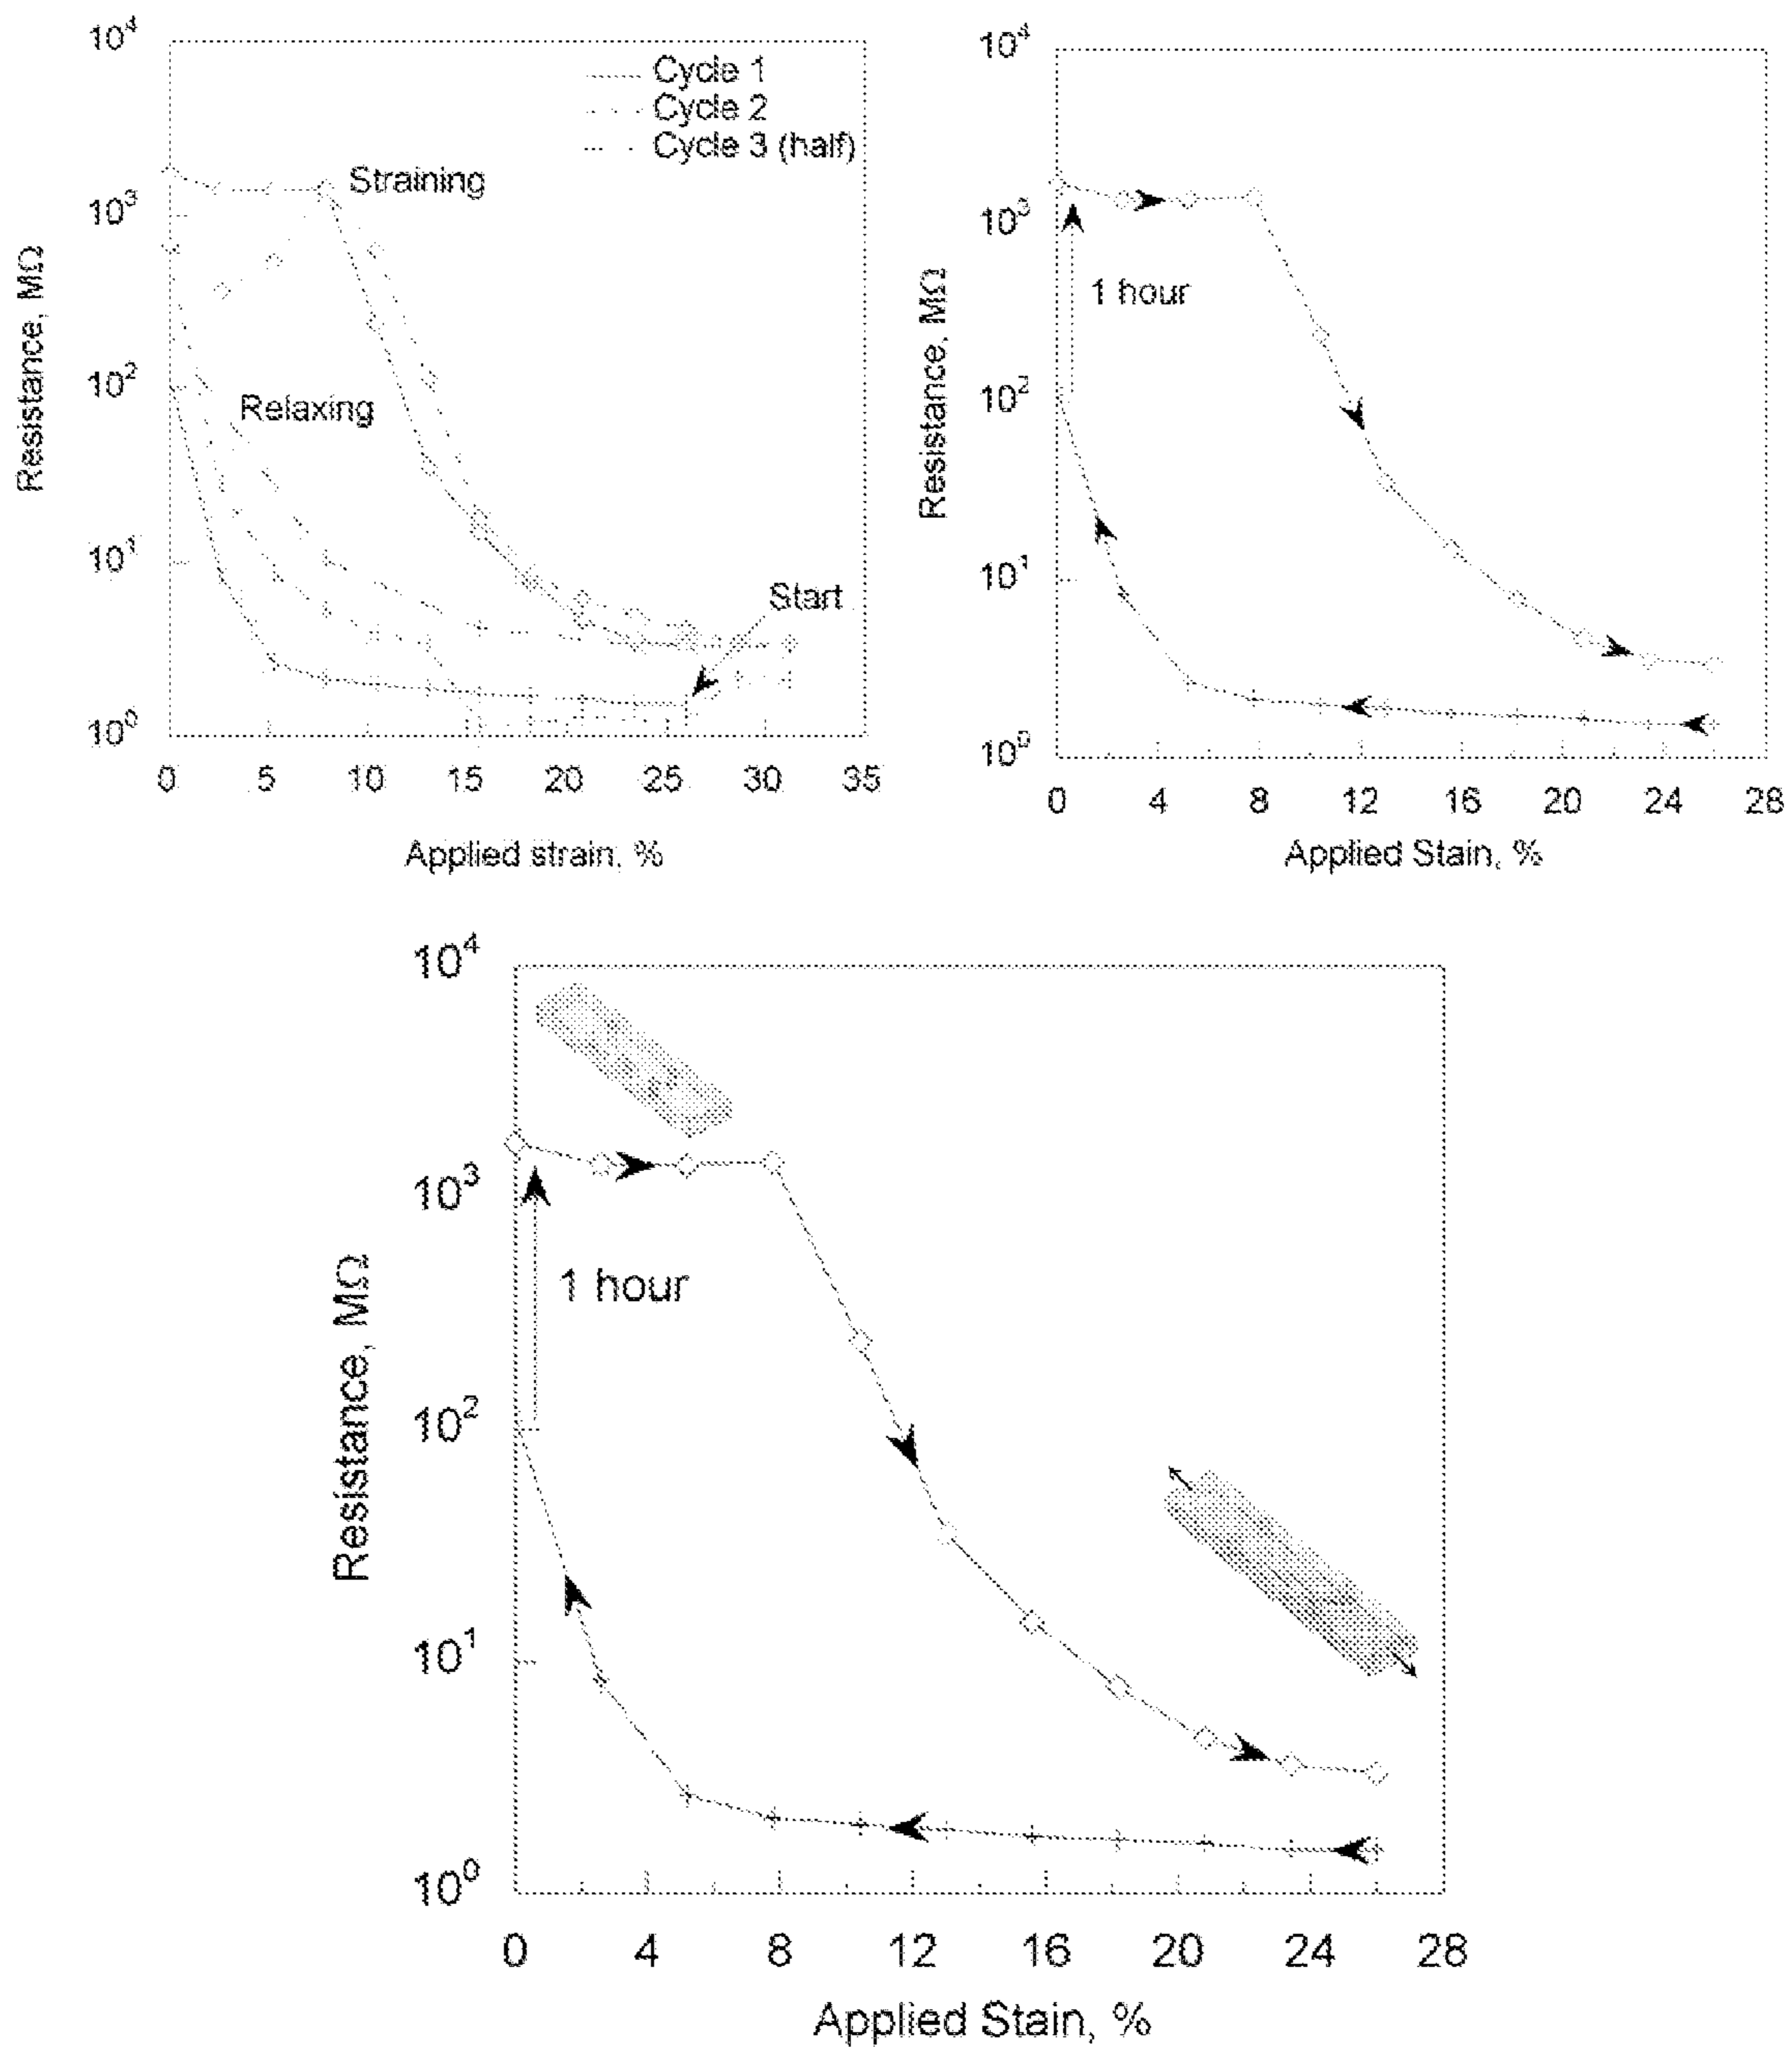 10⁴
10³
10²
10¹
10⁰
Resistance, MΩ
Cycle 1
Cycle 2
Cycle 3 (half)
Straining
Relaxing
Start
0 5 10 15 20 25 30 35
Applied strain, %
10⁴
10³
10²
10¹
10⁰
Resistance, MΩ
1 hour
0 4 8 12 16 20 24 28
Applied Stain, %
10⁴
10³
10²
10¹
10⁰
Resistance, MΩ
1 hour
0 4 8 12 16 20 24 28
Applied Stain, %